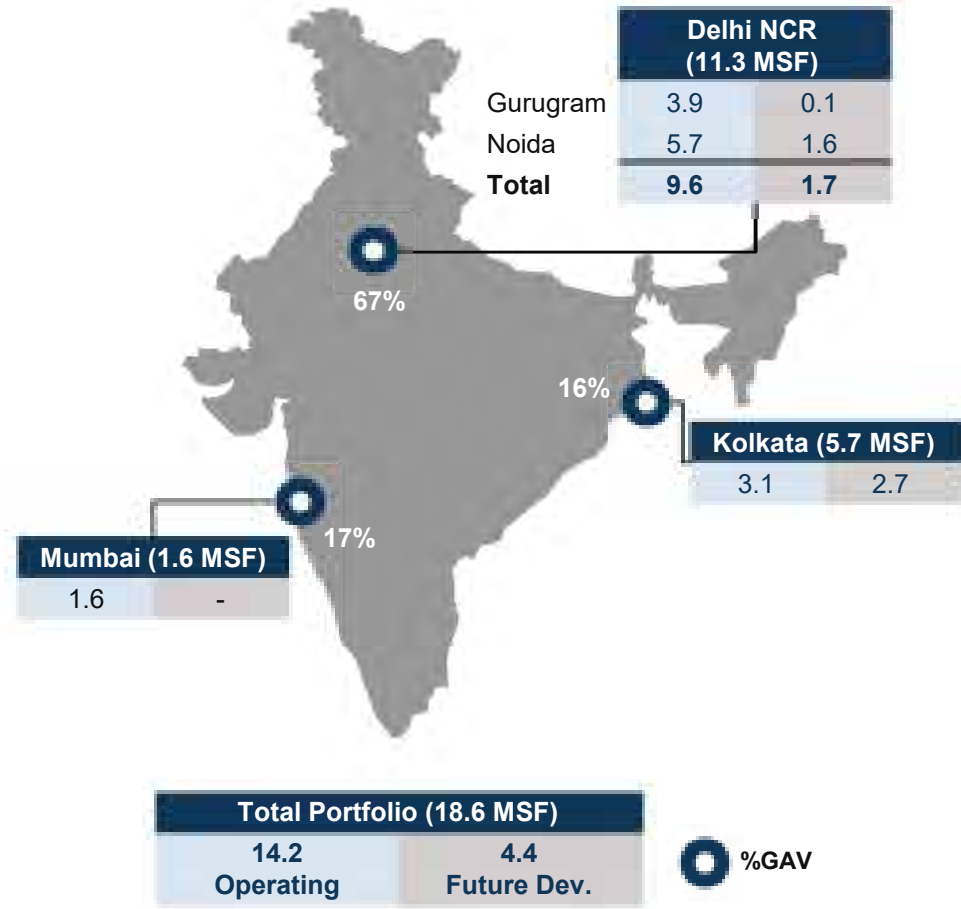 Delhi NCR
(11.3 MSF)
Gurugram 3.9 0.1
Noida 5.7 1.6
Total 9.6 1.7
67%
16%
Kolkata (5.7 MSF)
3.1 2.7
17%
Mumbai (1.6 MSF)
1.6 -
Total Portfolio (18.6 MSF)
14.2 4.4
Operating Future Dev.
%GAV